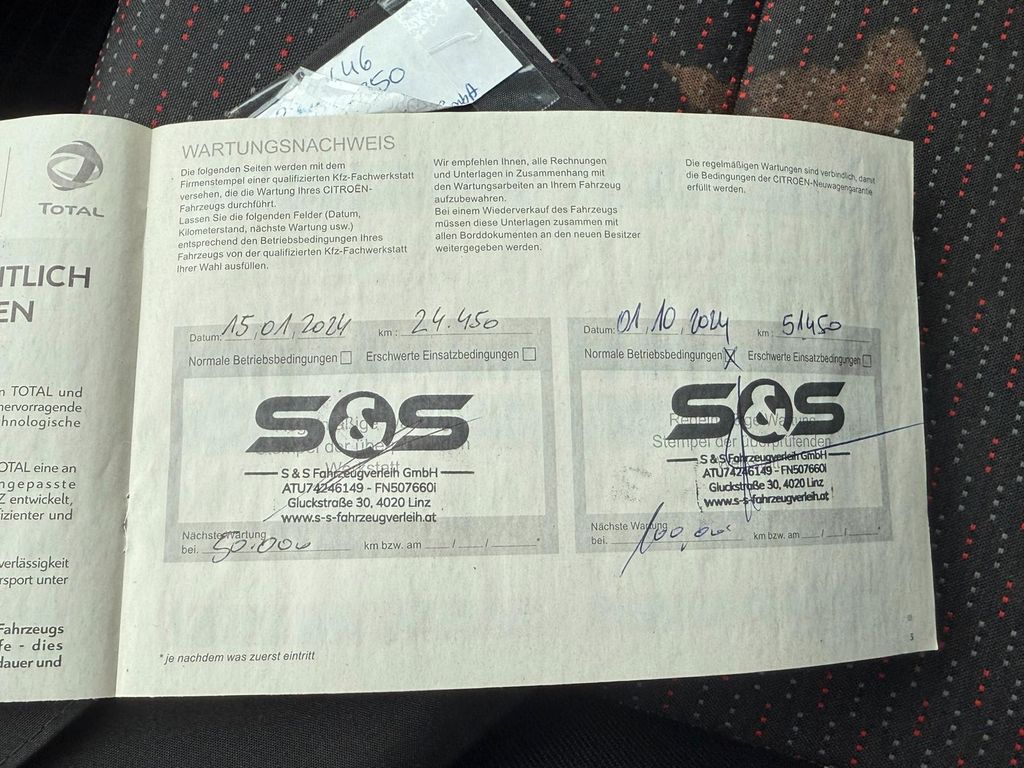 TOTAL
TLICH
EN
n TOTAL und
hervorragende
chnologische
OTAL eine an
ngepasste
Z entwickelt,
fizienter und
verlässigkeit
rsport unter
Fahrzeugs
fe - dies
dauer und
WARTUNGSNACHWEIS
Die folgenden Seiten werden mit dem
Firmenstempel einer qualifizierten Kfz-Fachwerkstatt
versehen, die die Wartung Ihres CITROËN-
Fahrzeugs durchführt.
Lassen Sie die folgenden Felder (Datum,
Kilometerstand, nächste Wartung usw.)
entsprechend den Betriebsbedingungen Ihres
Fahrzeugs von der qualifizierten Kfz-Fachwerkstatt
Ihrer Wahl ausfüllen.
Wir empfehlen Ihnen, alle Rechnungen
und Unterlagen in Zusammenhang mit
den Wartungsarbeiten an Ihrem Fahrzeug
aufzubewahren.
Bei einem Wiederverkauf des Fahrzeugs
müssen diese Unterlagen zusammen mit
allen Borddokumenten an den neuen Besitzer
weitergegeben werden.
Die regelmäßigen Wartungen sind verbindlich, damit
die Bedingungen der CITROËN-Neuwagengarantie
erfüllt werden.
Datum: 15,01,2024 km: 24.450
Normale Betriebsbedingungen Erschwerte Einsatzbedingungen
S&S
Werkstatt
S & S Fahrzeugverleih GmbH
ATU74246149 - FN507660i
Gluckstraße 30, 4020 Linz
www.s-s-fahrzeugverleih.at
Nächste Wartung
bei. 50.000 km bzw. am / /
Datum: 01,10,2024 km: 51450
Normale Betriebsbedingungen X Erschwerte Einsatzbedingungen
S&S
Stempel der überprüfenden
S & S Fahrzeugverleih GmbH
ATU74246149 - FN507660i
Gluckstraße 30, 4020 Linz
www.s-s-fahrzeugverleih.at
Nächste Wartung
bei. 100,000 km bzw. am / /
* je nachdem was zuerst eintritt